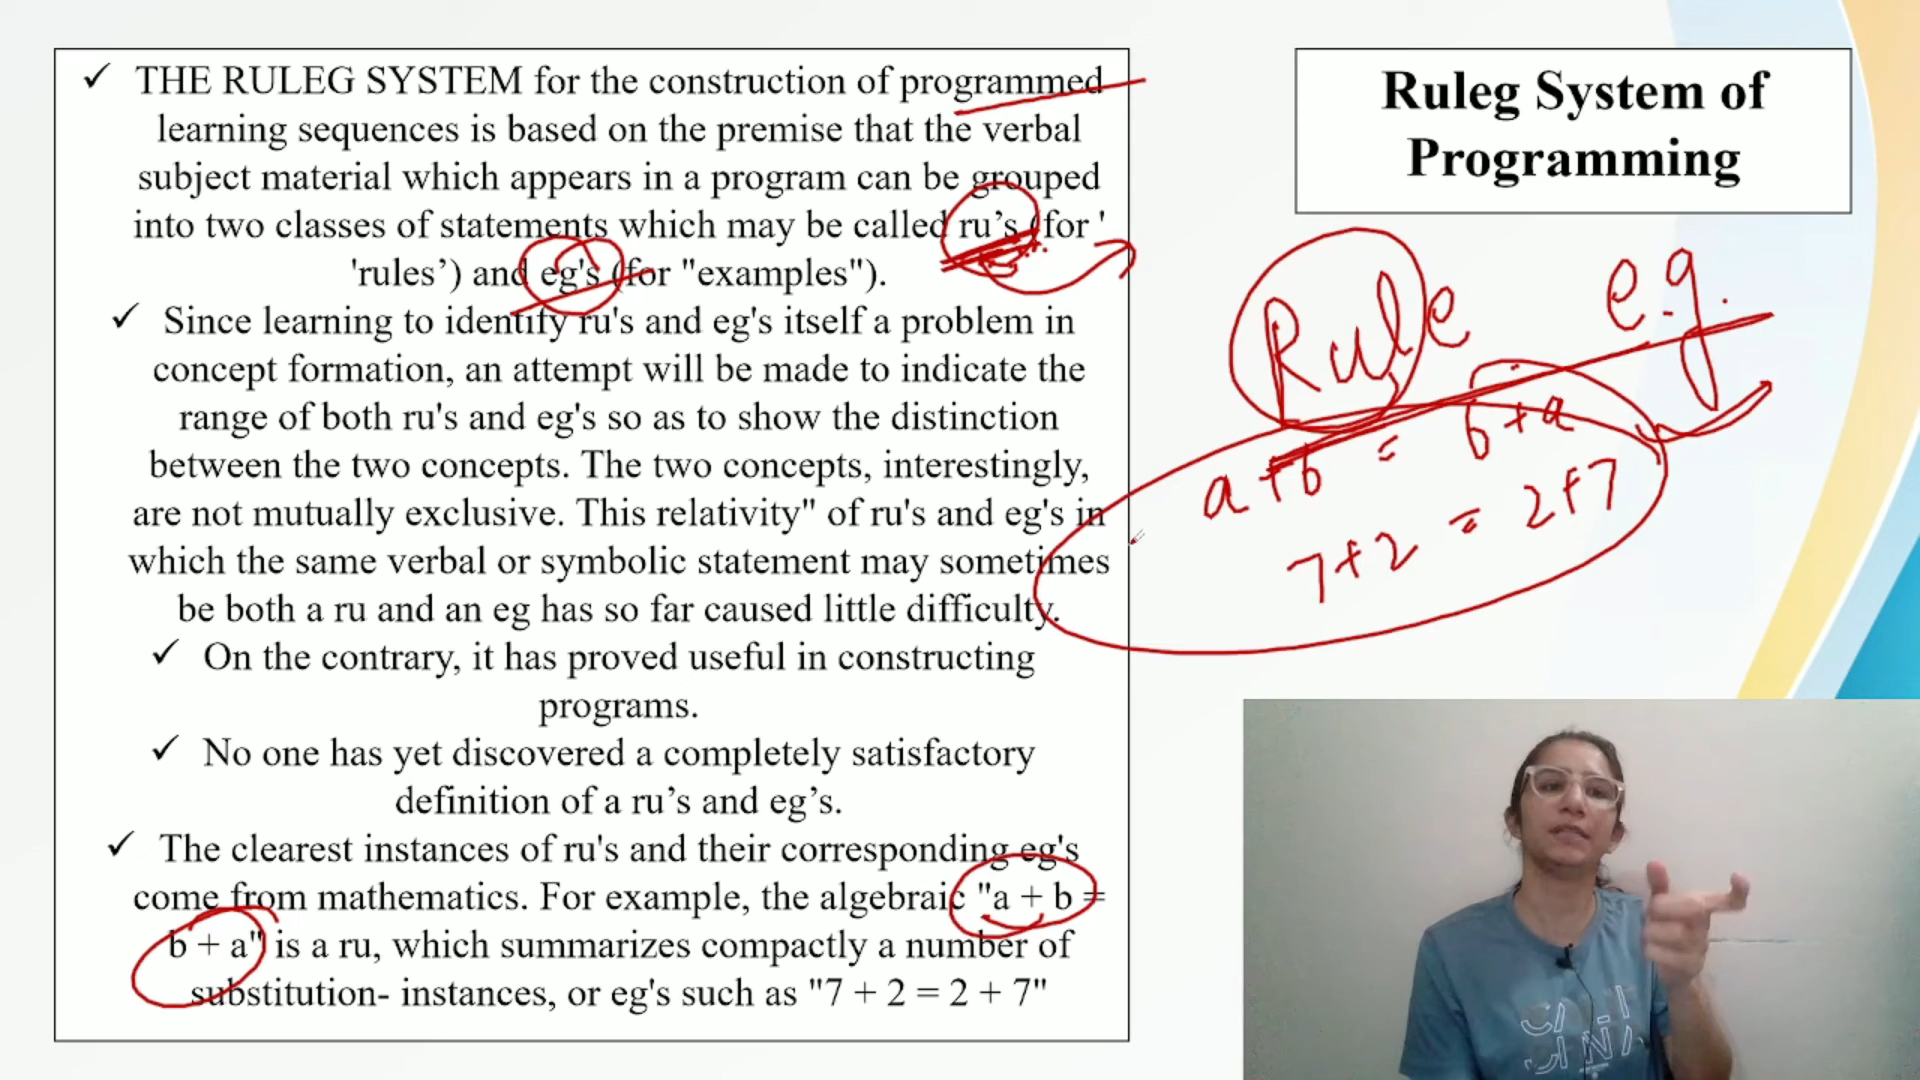 ✓ THE RULEG SYSTEM for the construction of programmed
learning sequences is based on the premise that the verbal
subject material which appears in a program can be grouped
into two classes of statements which may be called ru’s (for '
'rules’) and eg's (for "examples").
✓ Since learning to identify ru's and eg's itself a problem in
concept formation, an attempt will be made to indicate the
range of both ru's and eg's so as to show the distinction
between the two concepts. The two concepts, interestingly,
are not mutually exclusive. This relativity" of ru's and eg's in
which the same verbal or symbolic statement may sometimes
be both a ru and an eg has so far caused little difficulty.
✓ On the contrary, it has proved useful in constructing
programs.
✓ No one has yet discovered a completely satisfactory
definition of a ru’s and eg’s.
✓ The clearest instances of ru's and their corresponding eg's
come from mathematics. For example, the algebraic "a + b =
b + a" is a ru, which summarizes compactly a number of
substitution- instances, or eg's such as "7 + 2 = 2 + 7"
Ruleg System of
Programming
Rule e.g.
a + b = b + a
7 + 2 = 2 + 7